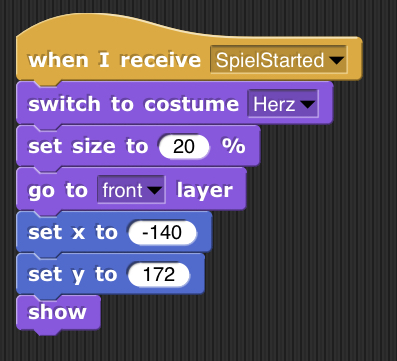 when I receive SpielStarted
switch to costume Herz
set size to 20 %
go to front layer
set x to -140
set y to 172
show